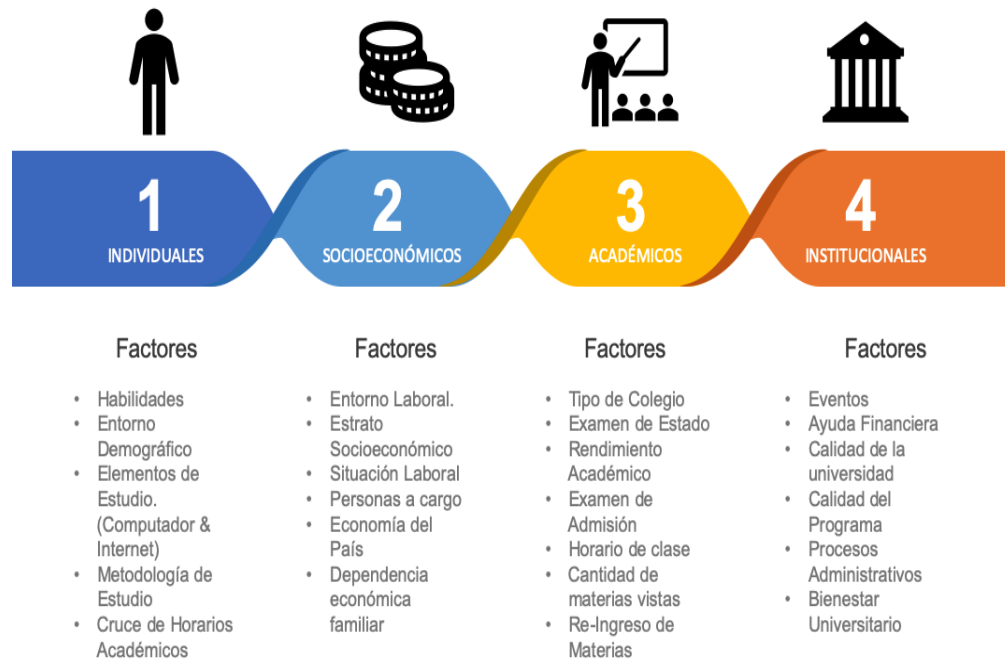 1
INDIVIDUALES
2
SOCIOECONÓMICOS
3
ACADÉMICOS
4
INSTITUCIONALES
Factores
• Habilidades
• Entorno
Demográfico
• Elementos de
Estudio.
(Computador &
Internet)
• Metodología de
Estudio
• Cruce de Horarios
Académicos
Factores
• Entorno Laboral.
• Estrato
Socioeconómico
• Situación Laboral
• Personas a cargo
• Economía del
País
• Dependencia
económica
familiar
Factores
• Tipo de Colegio
• Examen de Estado
• Rendimiento
Académico
• Examen de
Admisión
• Horario de clase
• Cantidad de
materias vistas
• Re-Ingreso de
Materias
Factores
• Eventos
• Ayuda Financiera
• Calidad de la
universidad
• Calidad del
Programa
• Procesos
Administrativos
• Bienestar
Universitario